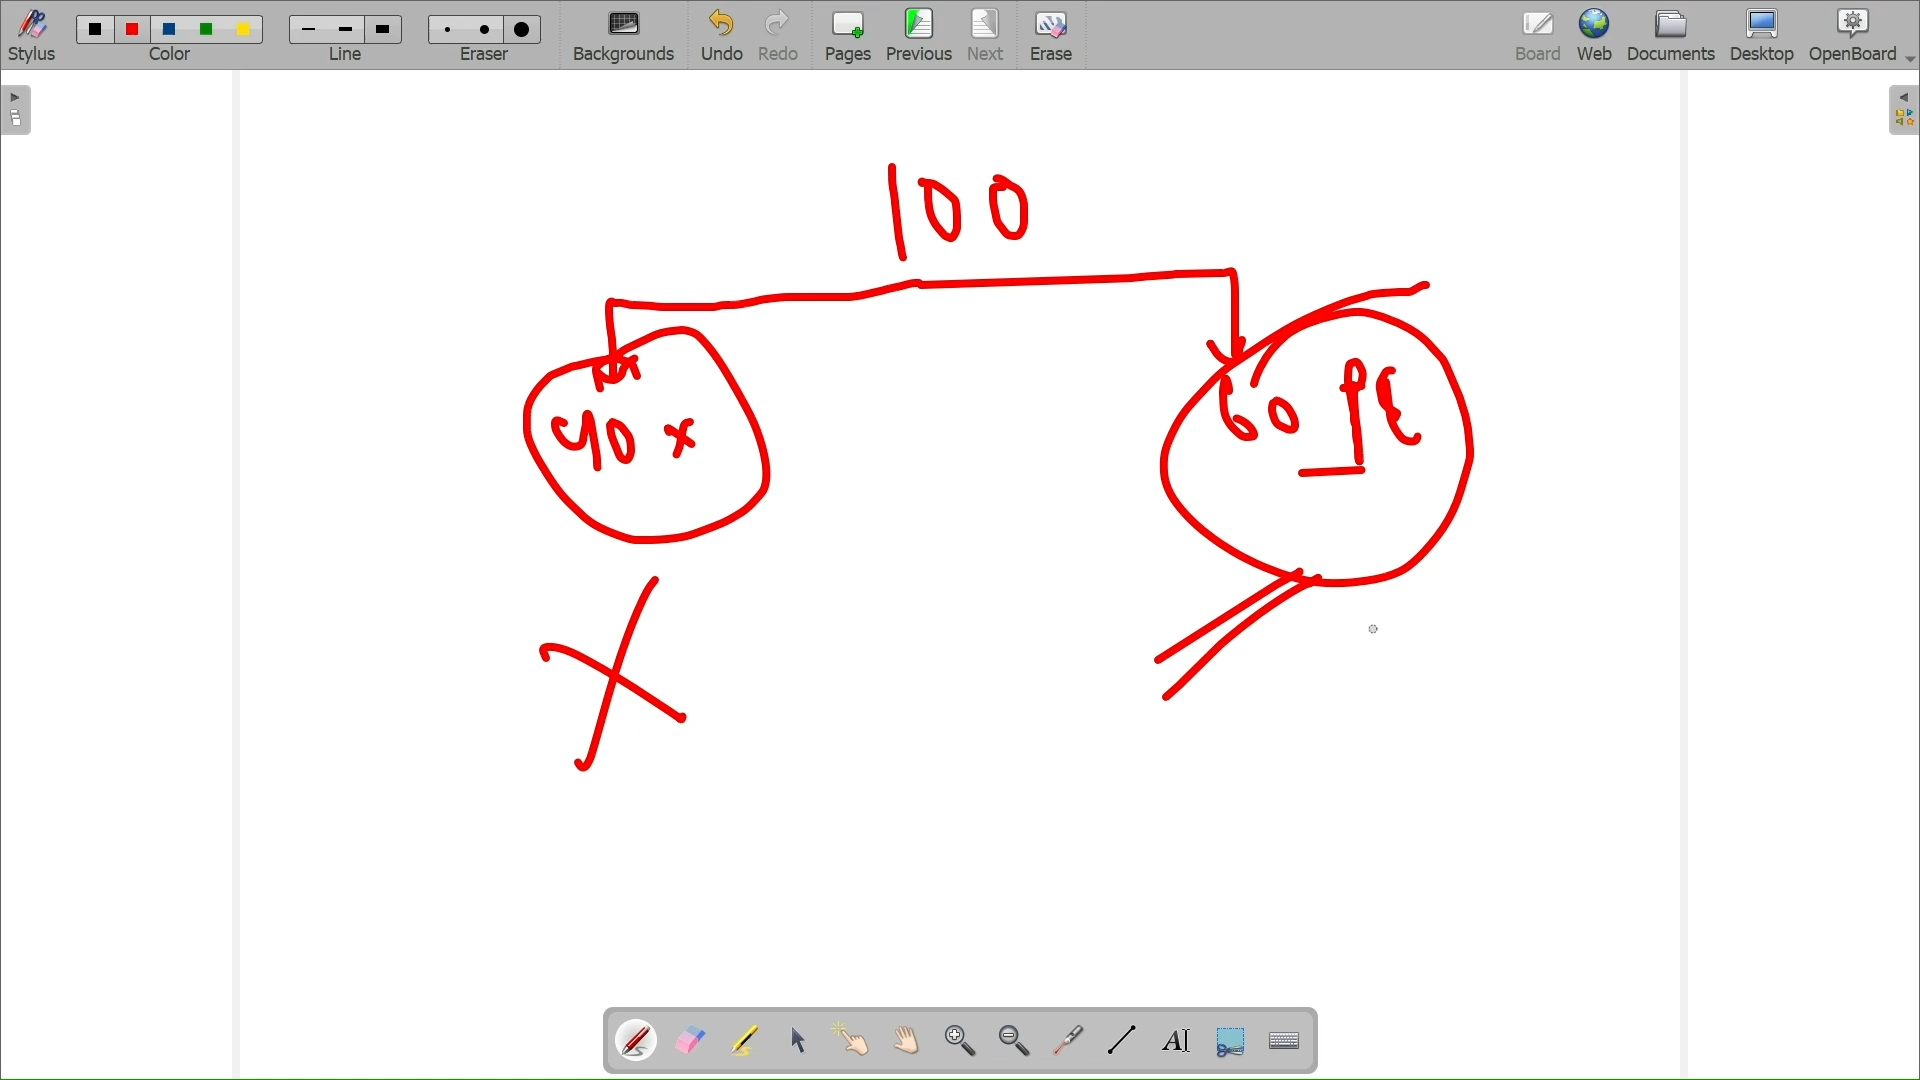 Stylus Color Line Eraser Backgrounds Undo Redo Pages Previous Next Erase Board Web Documents Desktop OpenBoard
100
40 x
60
AI